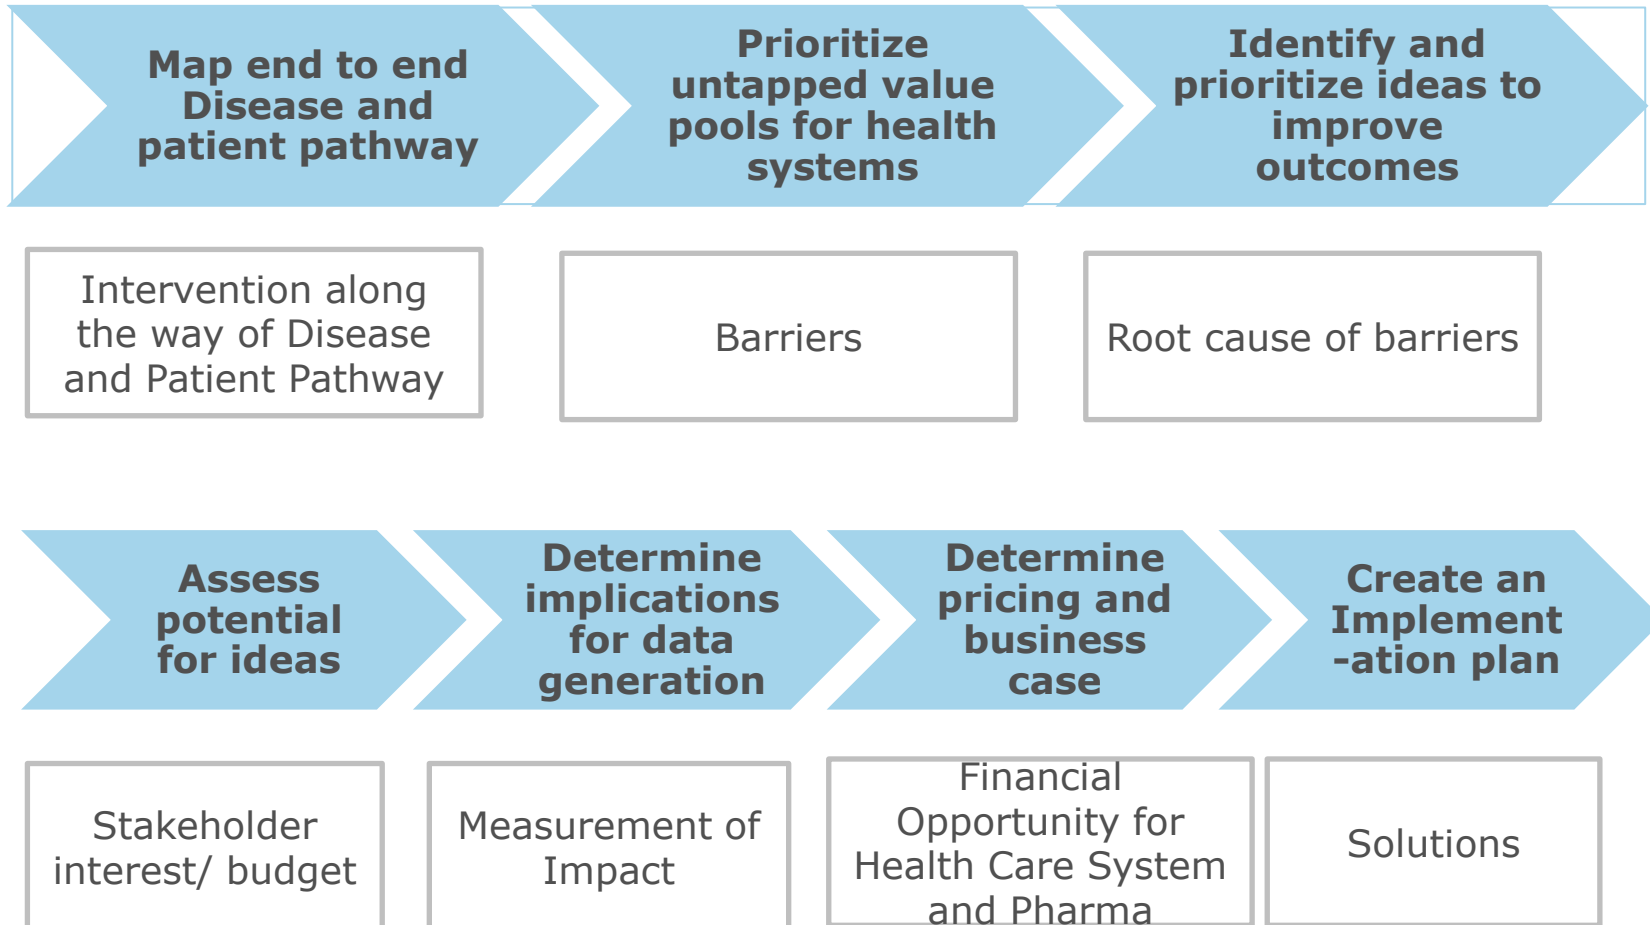 Map end to end
Disease and
patient pathway
Prioritize
untapped value
pools for health
systems
Identify and
prioritize ideas to
improve
outcomes
Intervention along
the way of Disease
and Patient Pathway
Barriers
Root cause of barriers
Assess
potential
for ideas
Determine
implications
for data
generation
Determine
pricing and
business
case
Create an
Implement
-ation plan
Stakeholder
interest/ budget
Measurement of
Impact
Financial
Opportunity for
Health Care System
and Pharma
Solutions